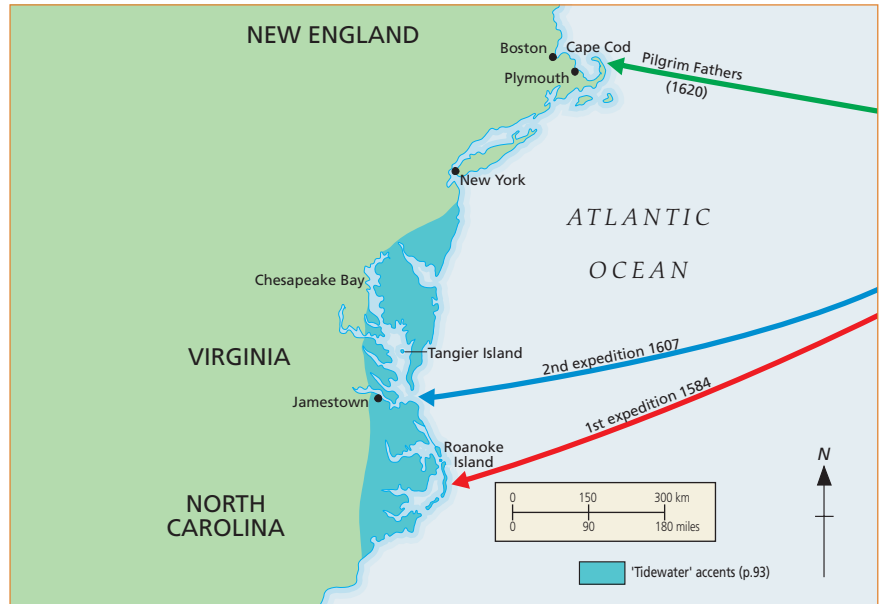 NEW ENGLAND
Boston
Cape Cod
Plymouth
Pilgrim Fathers
(1620)
New York
ATLANTIC
OCEAN
Chesapeake Bay
VIRGINIA
Tangier Island
2nd expedition 1607
Jamestown
1st expedition 1584
Roanoke
Island
NORTH
CAROLINA
N
0 150 300 km
0 90 180 miles
'Tidewater' accents (p.93)